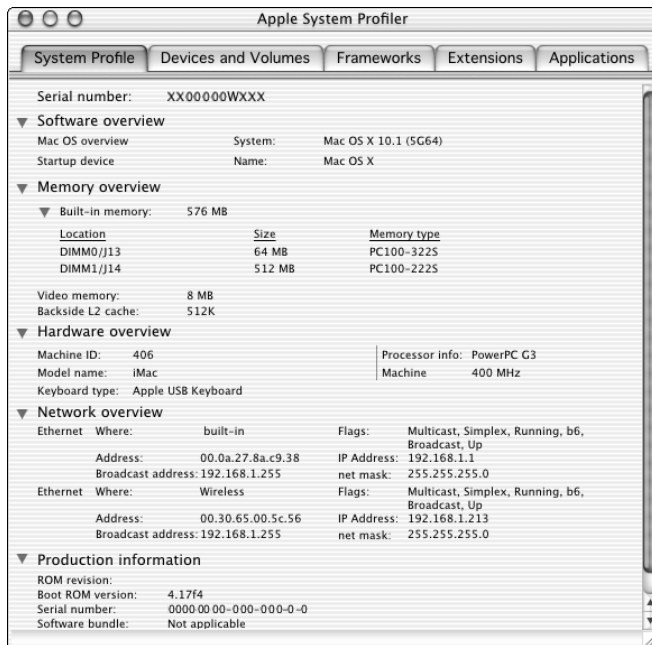 Apple System Profiler
System Profile Devices and Volumes Frameworks Extensions Applications
Serial number: XX00000WXXX
Software overview
Mac OS overview System: Mac OS X 10.1 (5G64)
Startup device Name: Mac OS X
Memory overview
Built-in memory: 576 MB
Location Size Memory type
DIMM0/J13 64 MB PC100-322S
DIMM1/J14 512 MB PC100-222S
Video memory: 8 MB
Backside L2 cache: 512K
Hardware overview
Machine ID: 406 Processor info: PowerPC G3
Model name: iMac Machine 400 MHz
Keyboard type: Apple USB Keyboard
Network overview
Ethernet Where: built-in Flags: Multicast, Simplex, Running, b6,
Broadcast, Up
Address: 00.0a.27.8a.c9.38 IP Address: 192.168.1.1
Broadcast address: 192.168.1.255 net mask: 255.255.255.0
Ethernet Where: Wireless Flags: Multicast, Simplex, Running, b6,
Broadcast, Up
Address: 00.30.65.00.5c.56 IP Address: 192.168.1.213
Broadcast address: 192.168.1.255 net mask: 255.255.255.0
Production information
ROM revision:
Boot ROM version: 4.17f4
Serial number: 0000 00 00-000-000-0-0
Software bundle: Not applicable